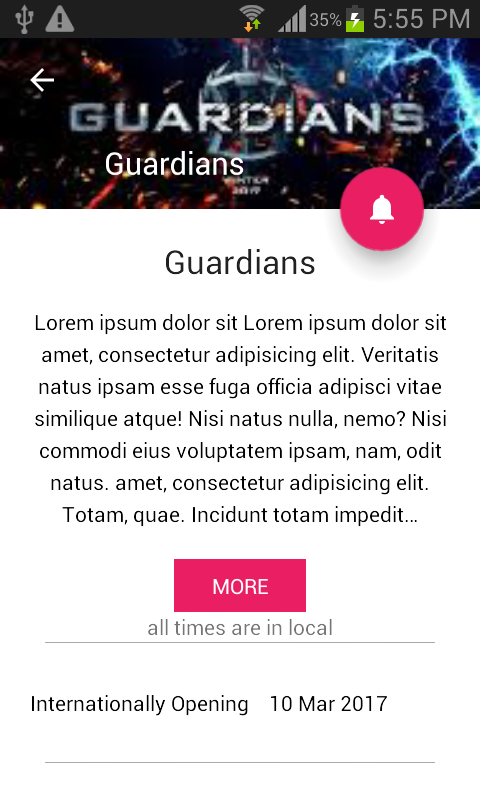 35% 5:55 PM
GUARDIANS
Guardians
WINTER
2017
Guardians
Lorem ipsum dolor sit Lorem ipsum dolor sit
amet, consectetur adipisicing elit. Veritatis
natus ipsam esse fuga officia adipisci vitae
similique atque! Nisi natus nulla, nemo? Nisi
commodi eius voluptatem ipsam, nam, odit
natus. amet, consectetur adipisicing elit.
Totam, quae. Incidunt totam impedit…
MORE
all times are in local
Internationally Opening 10 Mar 2017